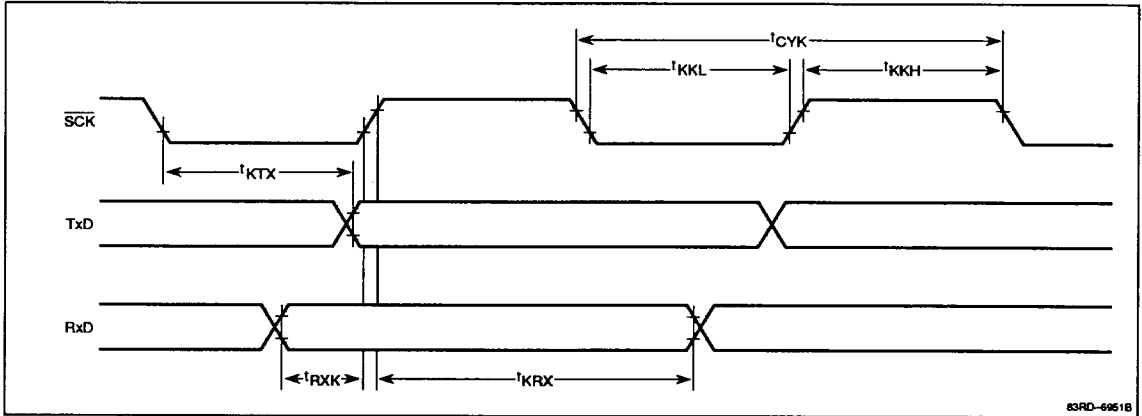 tCYK
tKKL tKKH
SCK
tKTX
TxD
RxD
tRXK tKRX
83RD-6951B